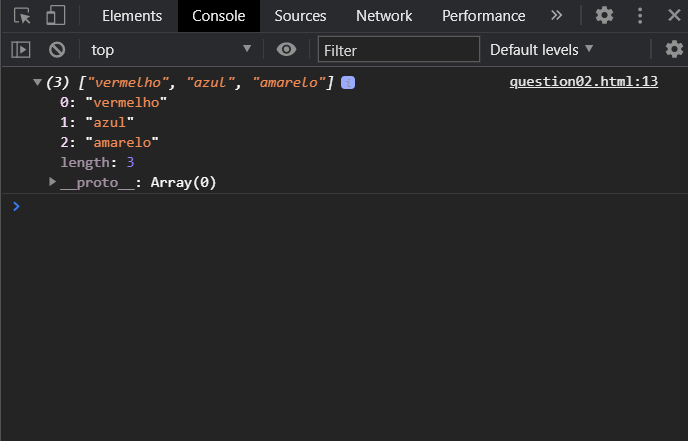 Elements Console Sources Network Performance »
top Filter Default levels
(3) ["vermelho", "azul", "amarelo"] i question02.html:13
0: "vermelho"
1: "azul"
2: "amarelo"
length: 3
__proto__: Array(0)
>